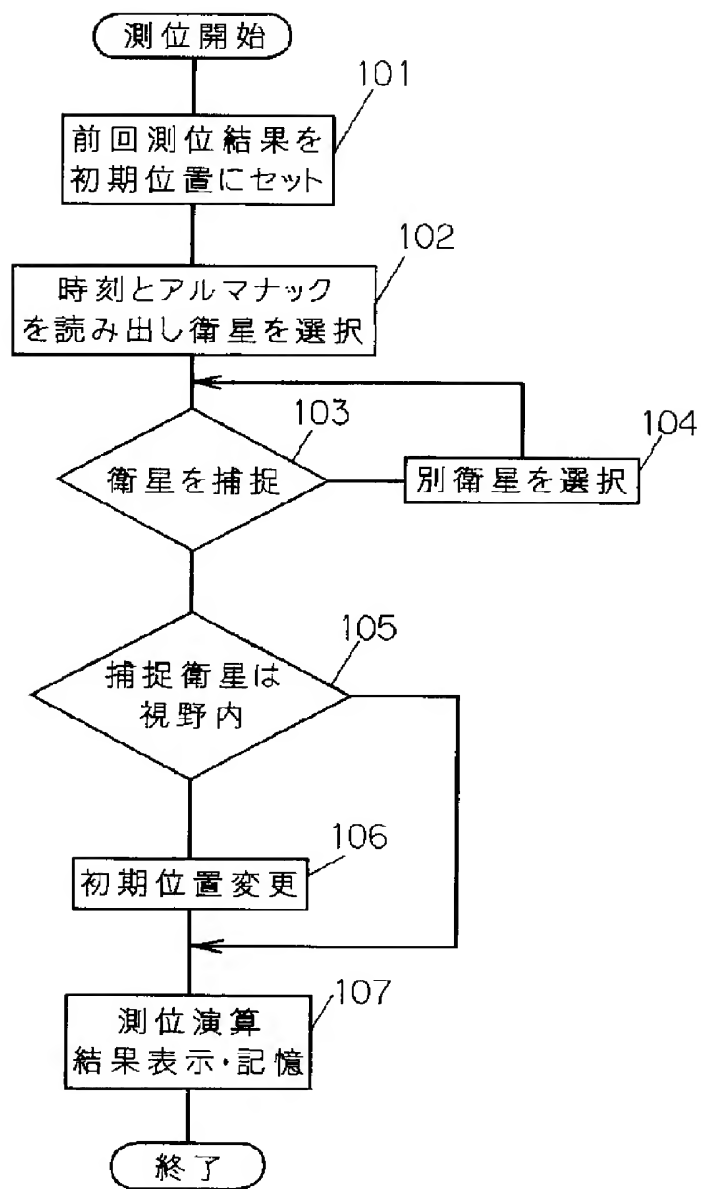 測位開始
101
前回測位結果を
初期位置にセット
102
時刻とアルマナック
を読み出し衛星を選択
103
衛星を捕捉
104
別衛星を選択
105
捕捉衛星は
視野内
106
初期位置変更
107
測位演算
結果表示・記憶
終了